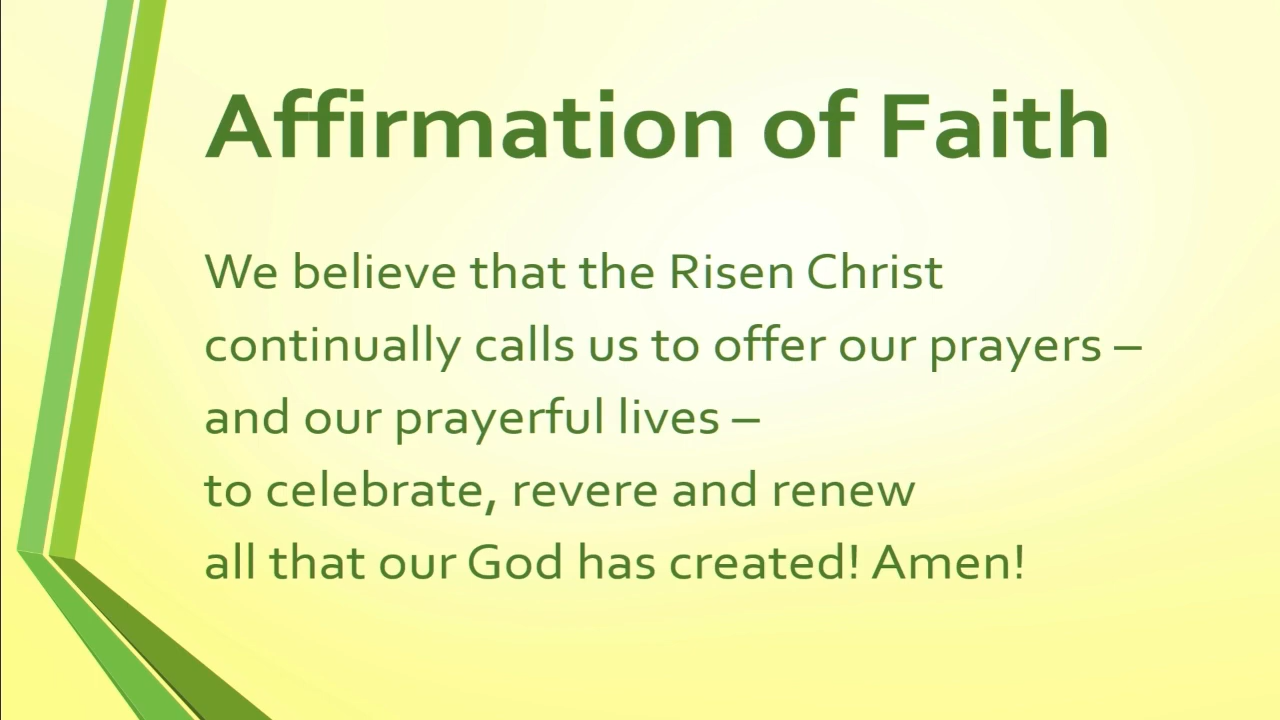 Affirmation of Faith
We believe that the Risen Christ
continually calls us to offer our prayers –
and our prayerful lives –
to celebrate, revere and renew
all that our God has created! Amen!